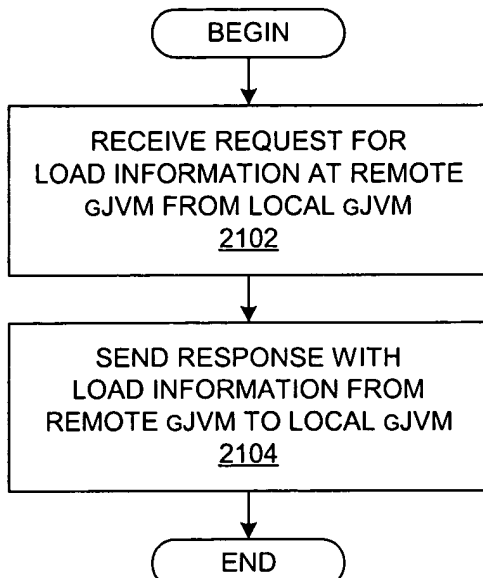 BEGIN
RECEIVE REQUEST FOR
LOAD INFORMATION AT REMOTE
GJVM FROM LOCAL GJVM
2102
SEND RESPONSE WITH
LOAD INFORMATION FROM
REMOTE GJVM TO LOCAL GJVM
2104
END